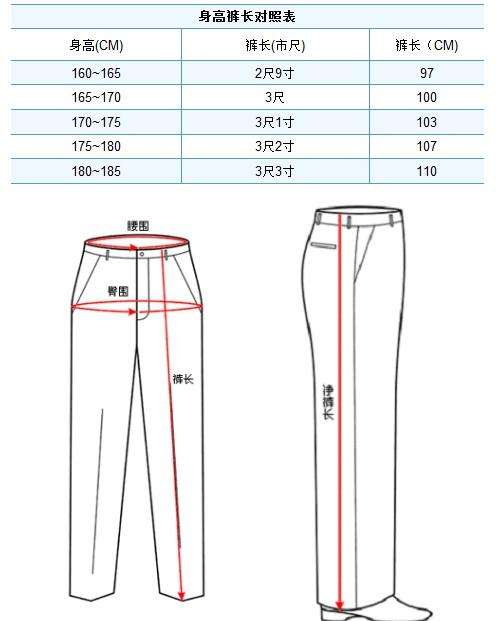 身高裤长对照表
身高(CM) 裤长(市尺) 裤长（CM)
160~165 2尺9寸 97
165~170 3尺 100
170~175 3尺1寸 103
175~180 3尺2寸 107
180~185 3尺3寸 110
腰围
臀围
裤长
净裤长